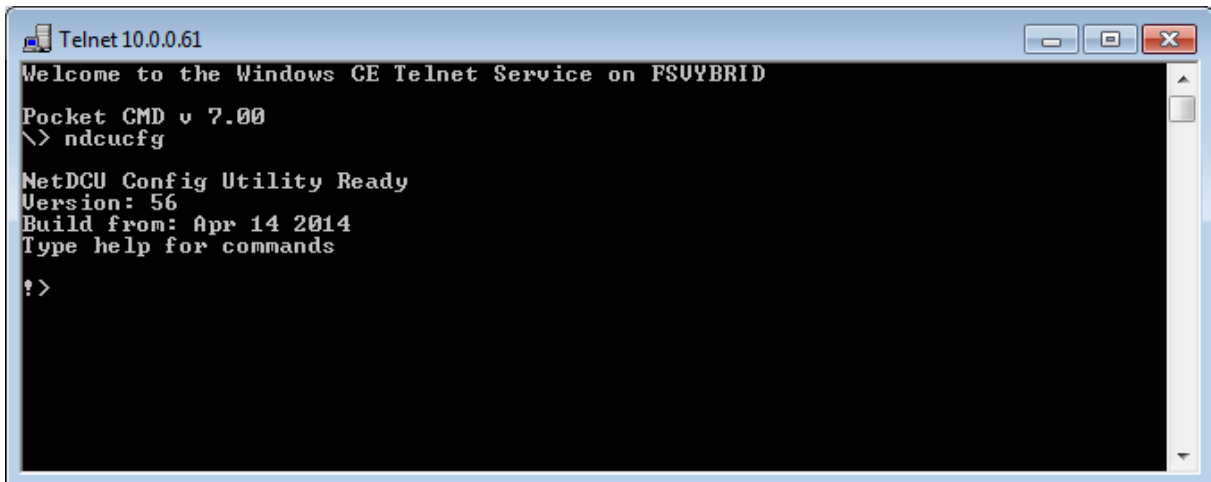 Telnet 10.0.0.61
Welcome to the Windows CE Telnet Service on FSVYBRID
Pocket CMD v 7.00
\> ndcucfg
NetDCU Config Utility Ready
Version: 56
Build from: Apr 14 2014
Type help for commands
!>